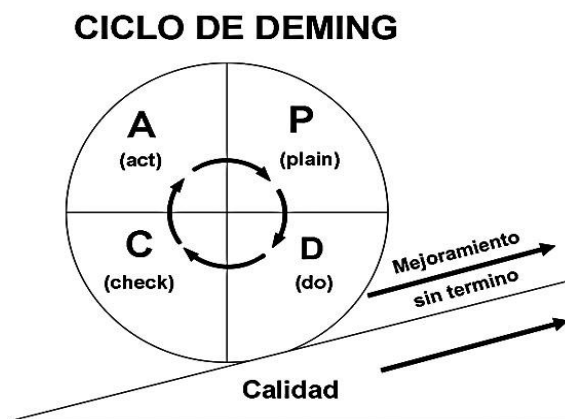 CICLO DE DEMING
A
(act)
P
(plain)
C
(check)
D
(do)
Mejoramiento
sin termino
Calidad